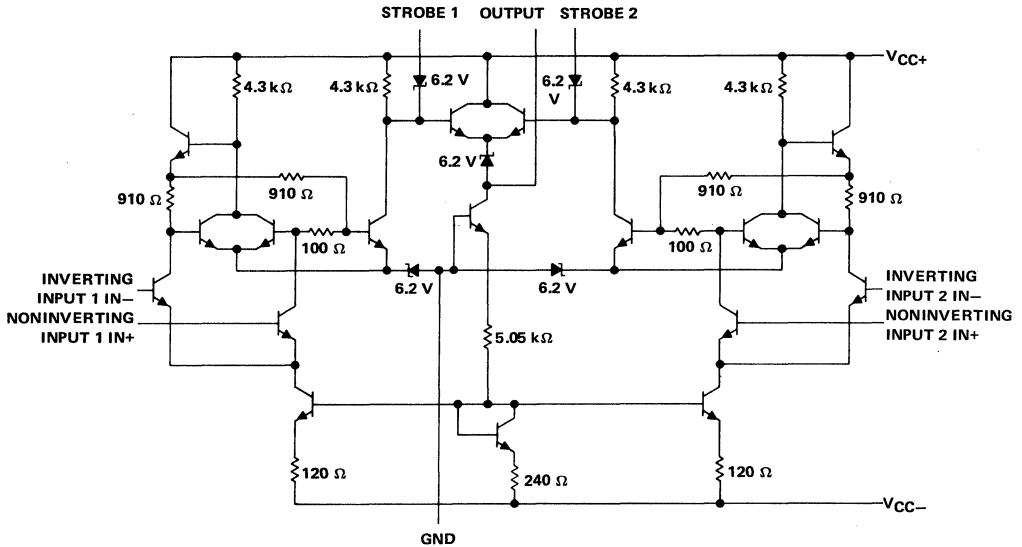 STROBE 1 OUTPUT STROBE 2
VCC+
4.3 kΩ
4.3 kΩ
6.2 V
6.2
V
4.3 kΩ
4.3 kΩ
6.2 V
910 Ω
910 Ω
910 Ω
910 Ω
100 Ω
100 Ω
6.2 V
6.2 V
INVERTING
INPUT 1 IN−
NONINVERTING
INPUT 1 IN+
INVERTING
INPUT 2 IN−
NONINVERTING
INPUT 2 IN+
5.05 kΩ
120 Ω
240 Ω
120 Ω
VCC−
GND